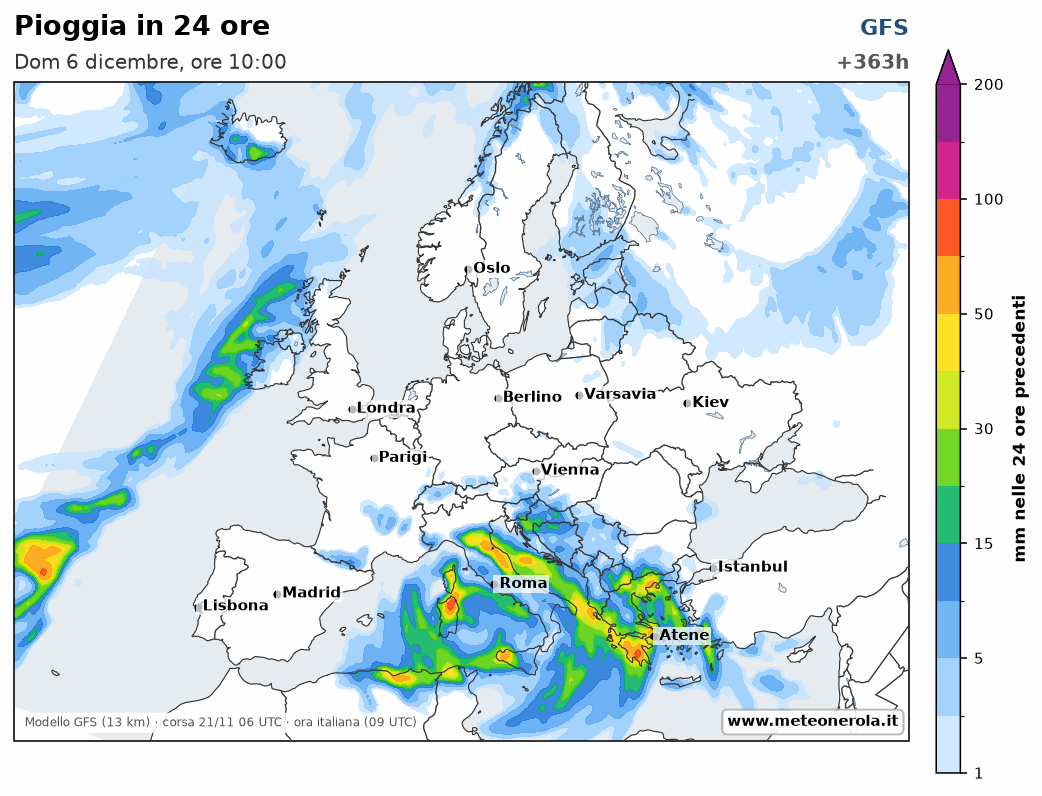 Pioggia in 24 ore
GFS
Dom 6 dicembre, ore 10:00
+363h
200
100
50
30
15
5
1
mm nelle 24 ore precedenti
Oslo
Berlino
Varsavia
Kiev
Londra
Parigi
Vienna
Istanbul
Roma
Madrid
Lisbona
Atene
Modello GFS (13 km) · corsa 21/11 06 UTC · ora italiana (09 UTC)
www.meteonerola.it